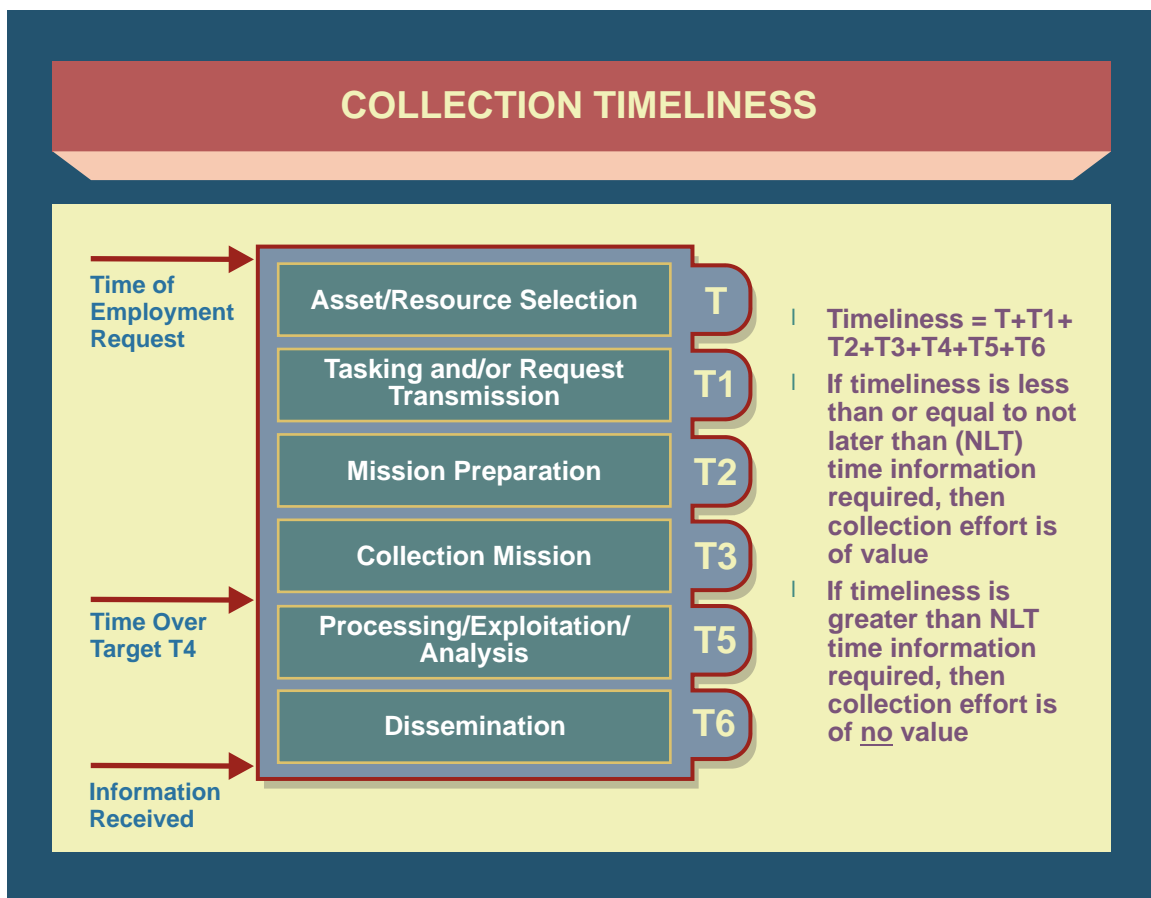 COLLECTION TIMELINESS
Time of
Employment
Request
Asset/Resource Selection
T
Tasking and/or Request
Transmission
T1
Mission Preparation
T2
Collection Mission
T3
Time Over
Target T4
Processing/Exploitation/
Analysis
T5
Dissemination
T6
Information
Received
l Timeliness = T+T1+
T2+T3+T4+T5+T6
l If timeliness is less
than or equal to not
later than (NLT)
time information
required, then
collection effort is
of value
l If timeliness is
greater than NLT
time information
required, then
collection effort is
of no value